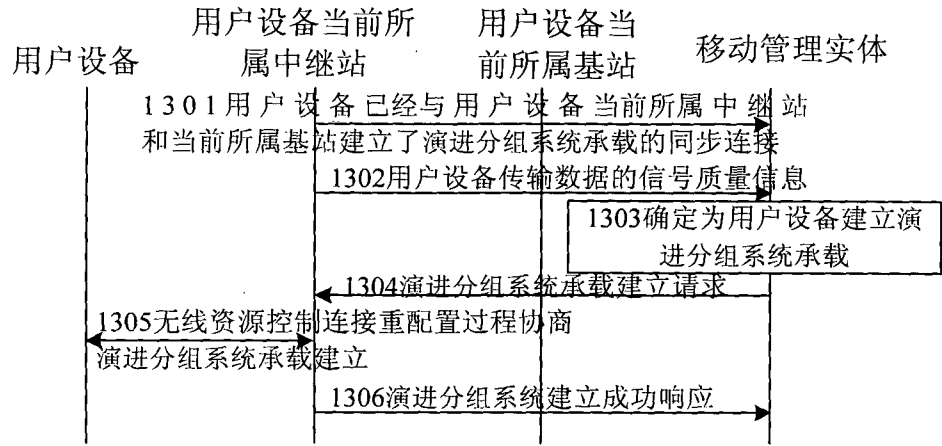 用户设备
用户设备当前所
属中继站
用户设备当
前所属基站
移动管理实体
1301用户设备已经与用户设备当前所属中继站
和当前所属基站建立了演进分组系统承载的同步连接
1302用户设备传输数据的信号质量信息
1303确定为用户设备建立演
进分组系统承载
1304演进分组系统承载建立请求
1305无线资源控制连接重配置过程协商
演进分组系统承载建立
1306演进分组系统建立成功响应